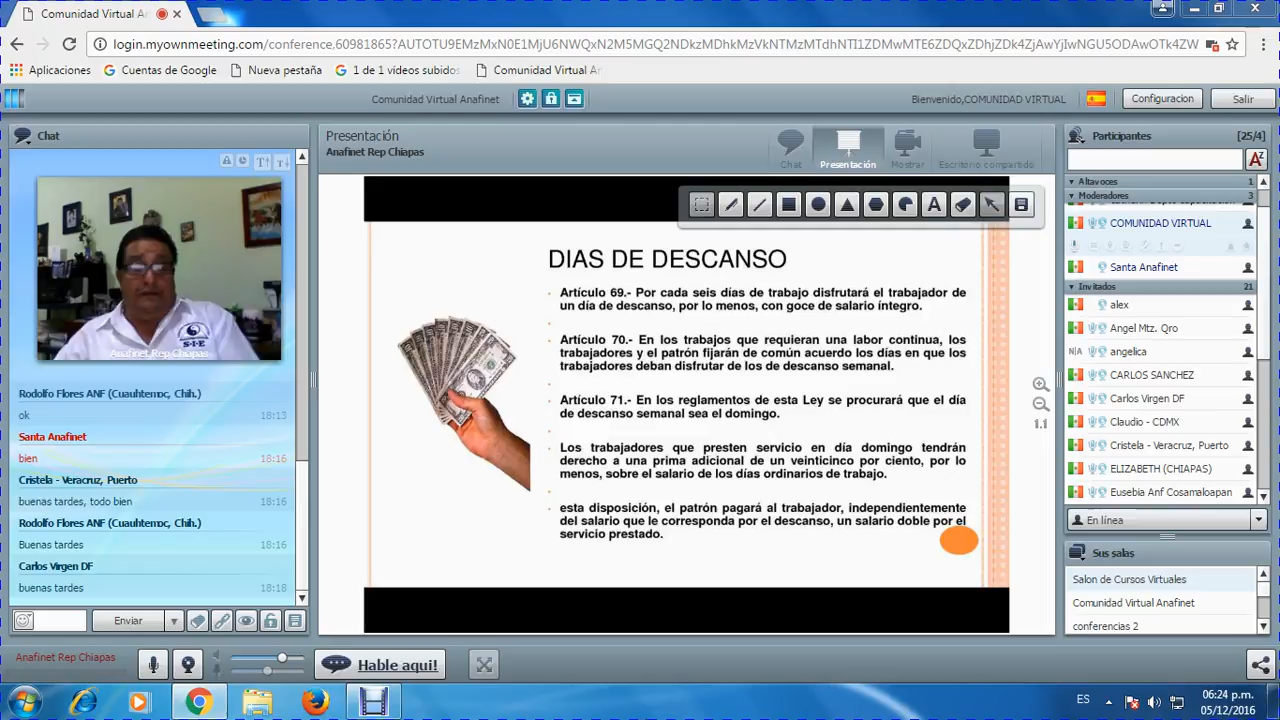 Comunidad Virtual An
login.myownmeeting.com/conference,60981865?AUTOTU9EMzMxN0E1MjU6NWQxN2M5MGQ2NDkzMDhkMzVkNTMzMTdhNTI1ZDMwMTE6ZDQxZDhjZDk4ZjAwYjIwNGU5ODAwOTk4ZW
Aplicaciones
Cuentas de Google
Nueva pestaña
1 de 1 vídeos subidos
Comunidad Virtual An
Comunidad Virtual Anafinet
Bienvenido,COMUNIDAD VIRTUAL
Configuracion
Salir
Chat
S·I·E
Anafinet Rep Chiapas
Rodolfo Flores ANF (Cuauhtemoc, Chih.)
ok 18:13
Santa Anafinet
bien 18:16
Cristela - Veracruz, Puerto
buenas tardes, todo bien 18:16
Rodolfo Flores ANF (Cuauhtemoc, Chih.)
Buenas tardes 18:16
Carlos Virgen DF
buenas tardes 18:18
Enviar
Anafinet Rep Chiapas
Hable aqui!
Presentación
Anafinet Rep Chiapas
Chat
Presentación
Mostrar
Escritorio compartido
DIAS DE DESCANSO
Artículo 69.- Por cada seis días de trabajo disfrutará el trabajador de
un día de descanso, por lo menos, con goce de salario íntegro.
Artículo 70.- En los trabajos que requieran una labor continua, los
trabajadores y el patrón fijarán de común acuerdo los días en que los
trabajadores deban disfrutar de los de descanso semanal.
Artículo 71.- En los reglamentos de esta Ley se procurará que el día
de descanso semanal sea el domingo.
Los trabajadores que presten servicio en día domingo tendrán
derecho a una prima adicional de un veinticinco por ciento, por lo
menos, sobre el salario de los días ordinarios de trabajo.
esta disposición, el patrón pagará al trabajador, independientemente
del salario que le corresponda por el descanso, un salario doble por el
servicio prestado.
1.1
Participantes [25/4]
Altavoces 1
Moderadores 3
COMUNIDAD VIRTUAL
Santa Anafinet
Invitados 21
alex
Angel Mtz. Qro
N/A angelica
CARLOS SANCHEZ
Carlos Virgen DF
Claudio - CDMX
Cristela - Veracruz, Puerto
ELIZABETH (CHIAPAS)
Eusebia Anf Cosamaloapan
En línea
Sus salas
Salon de Cursos Virtuales
Comunidad Virtual Anafinet
conferencias 2
ES
06:24 p.m.
05/12/2016